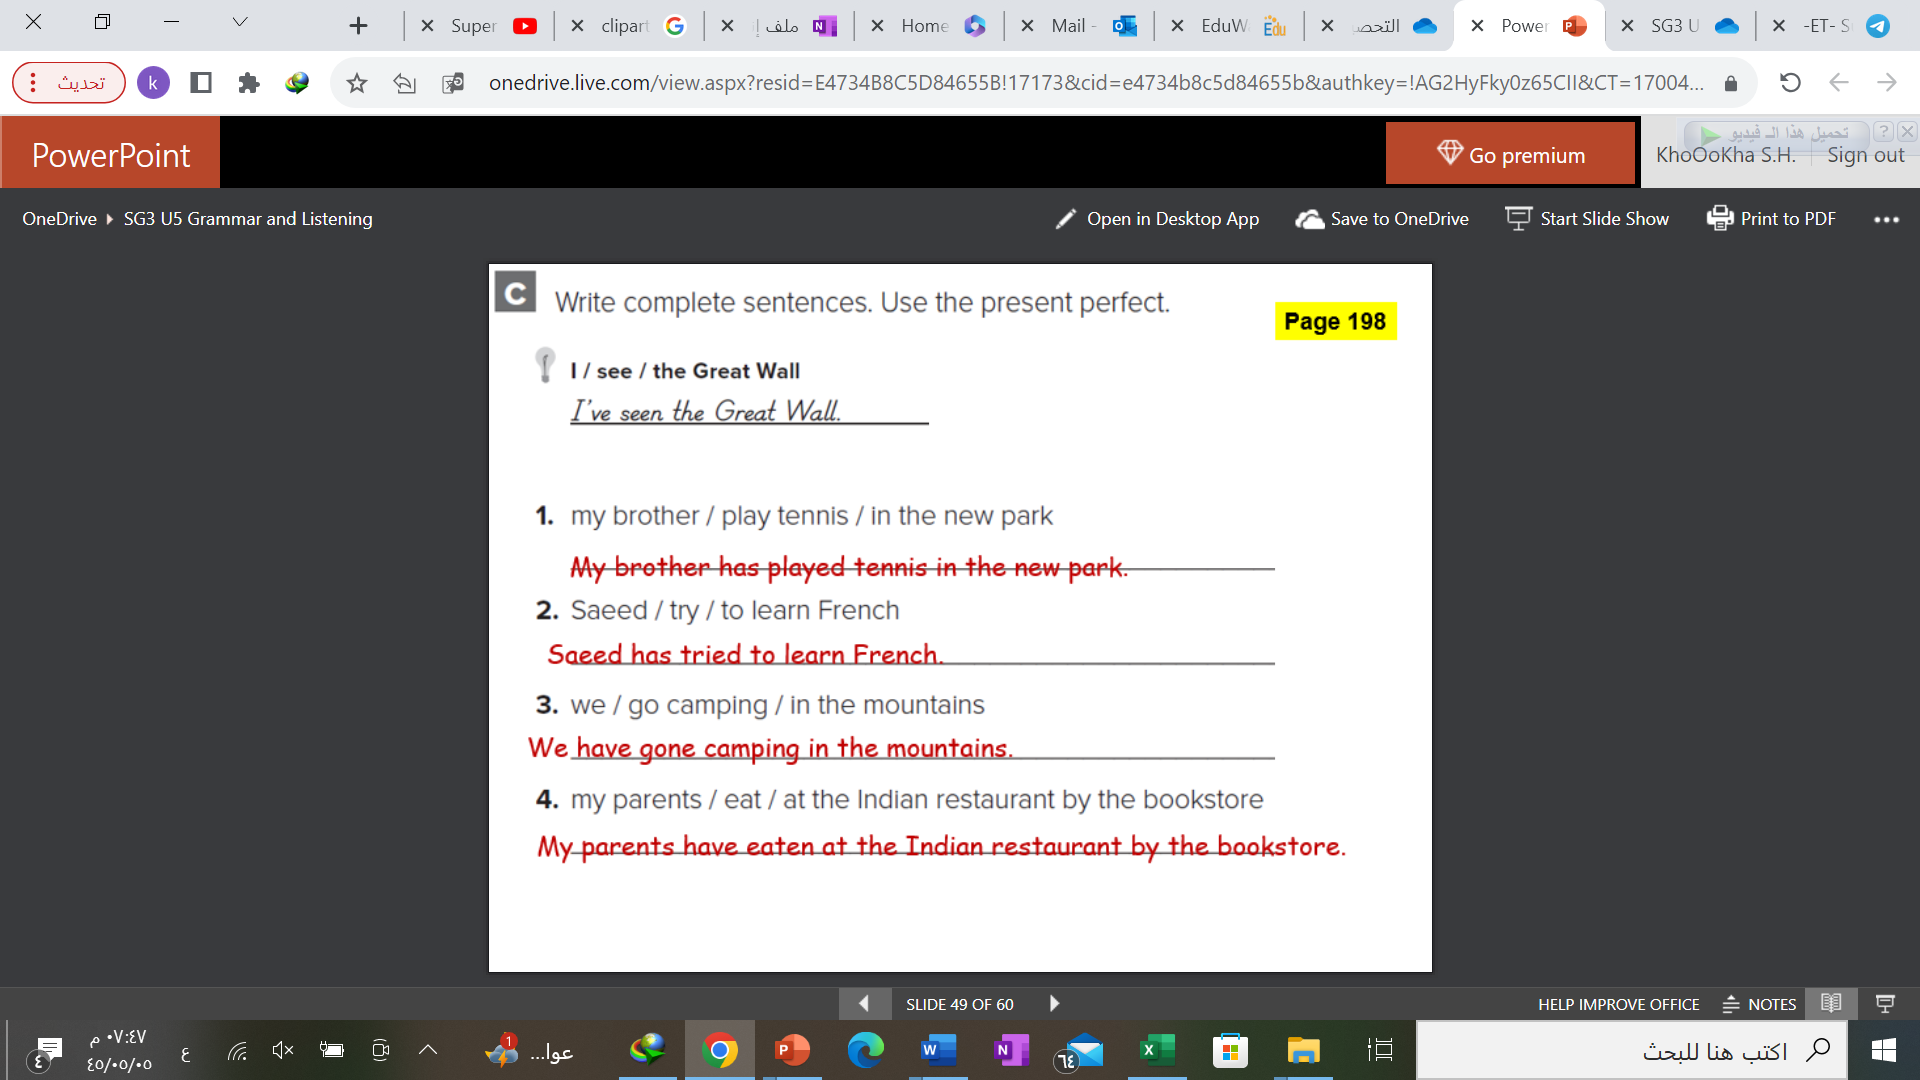 Super
clipart
ملف إ
Home
Mail -
EduW
التحص
Power
SG3 U
-ET- S
تحديث
k
onedrive.live.com/view.aspx?resid=E4734B8C5D84655B!17173&cid=e4734b8c5d84655b&authkey=!AG2HyFky0z65CII&CT=17004...
PowerPoint
Go premium
تحميل هذا الـ فيديو
KhoOoKha S.H.
Sign out
OneDrive
SG3 U5 Grammar and Listening
Open in Desktop App
Save to OneDrive
Start Slide Show
Print to PDF
C Write complete sentences. Use the present perfect.
Page 198
I / see / the Great Wall
I've seen the Great Wall.
1. my brother / play tennis / in the new park
My brother has played tennis in the new park.
2. Saeed / try / to learn French
Saeed has tried to learn French.
3. we / go camping / in the mountains
We have gone camping in the mountains.
4. my parents / eat / at the Indian restaurant by the bookstore
My parents have eaten at the Indian restaurant by the bookstore.
SLIDE 49 OF 60
HELP IMPROVE OFFICE
NOTES
٠٧:٤٧ م
٤٥/٠٥/٠٥
٤
ع
1
عوا...
٦٤
اكتب هنا للبحث